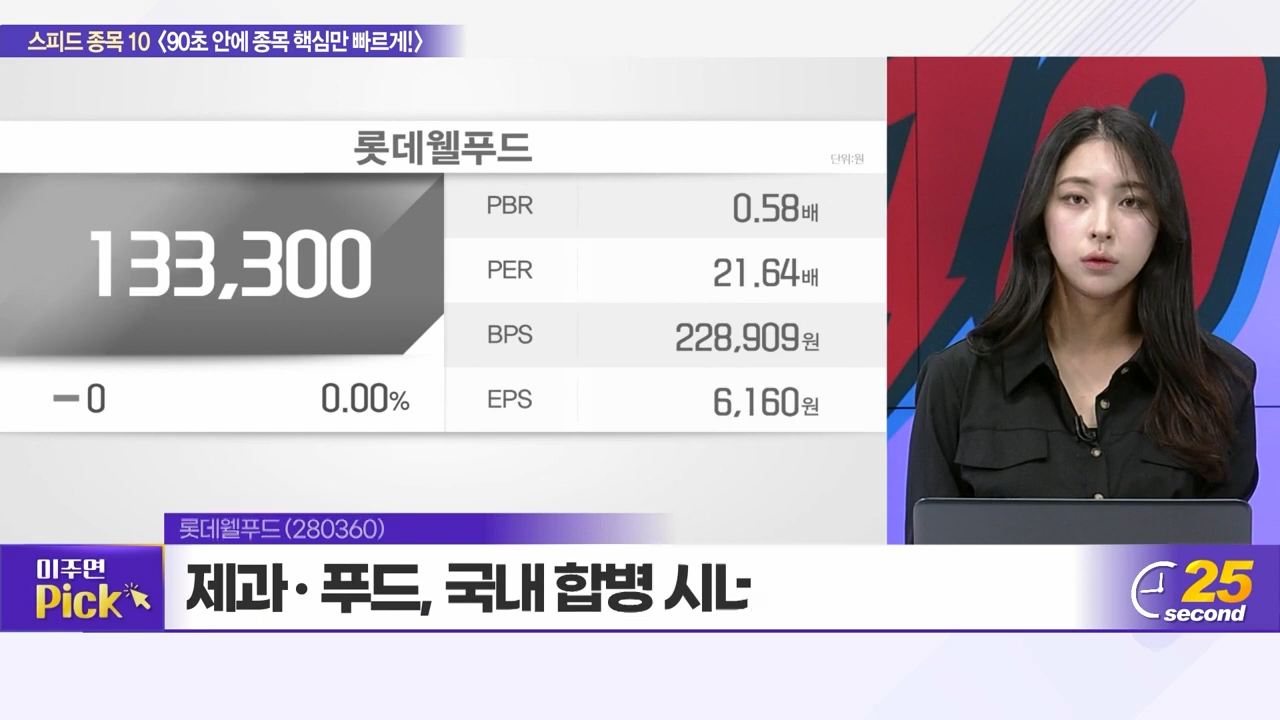 스피드 종목 10 〈90초 안에 종목 핵심만 빠르게!〉
롯데웰푸드
단위:원
133,300
0 0.00%
PBR 0.58배
PER 21.64배
BPS 228,909원
EPS 6,160원
롯데웰푸드(280360)
미주면
Pick
제과·푸드, 국내 합병
25
second